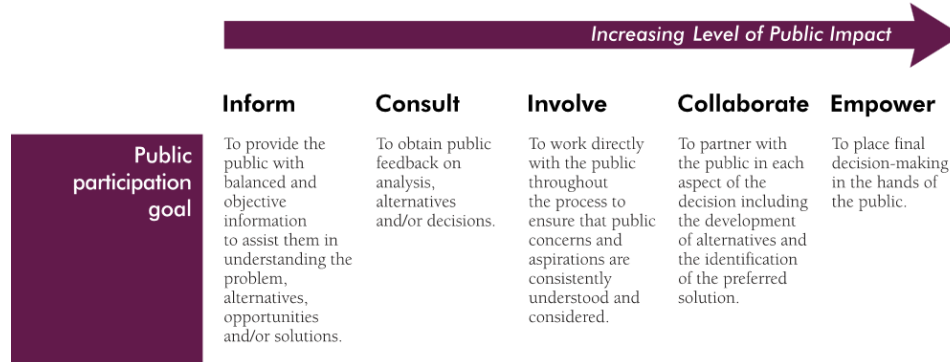 Increasing Level of Public Impact
Inform
Consult
Involve
Collaborate
Empower
Public
participation
goal
To provide the
public with
balanced and
objective
information
to assist them in
understanding the
problem,
alternatives,
opportunities
and/or solutions.
To obtain public
feedback on
analysis,
alternatives
and/or decisions.
To work directly
with the public
throughout
the process to
ensure that public
concerns and
aspirations are
consistently
understood and
considered.
To partner with
the public in each
aspect of the
decision including
the development
of alternatives and
the identification
of the preferred
solution.
To place final
decision-making
in the hands of
the public.